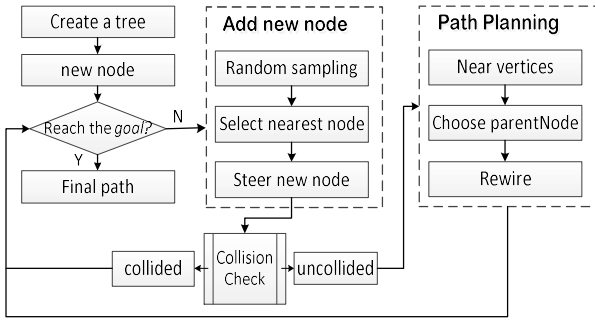 Create a tree
new node
Reach the goal?
N
Y
Final path
Add new node
Random sampling
Select nearest node
Steer new node
Collision
Check
collided
uncollided
Path Planning
Near vertices
Choose parentNode
Rewire